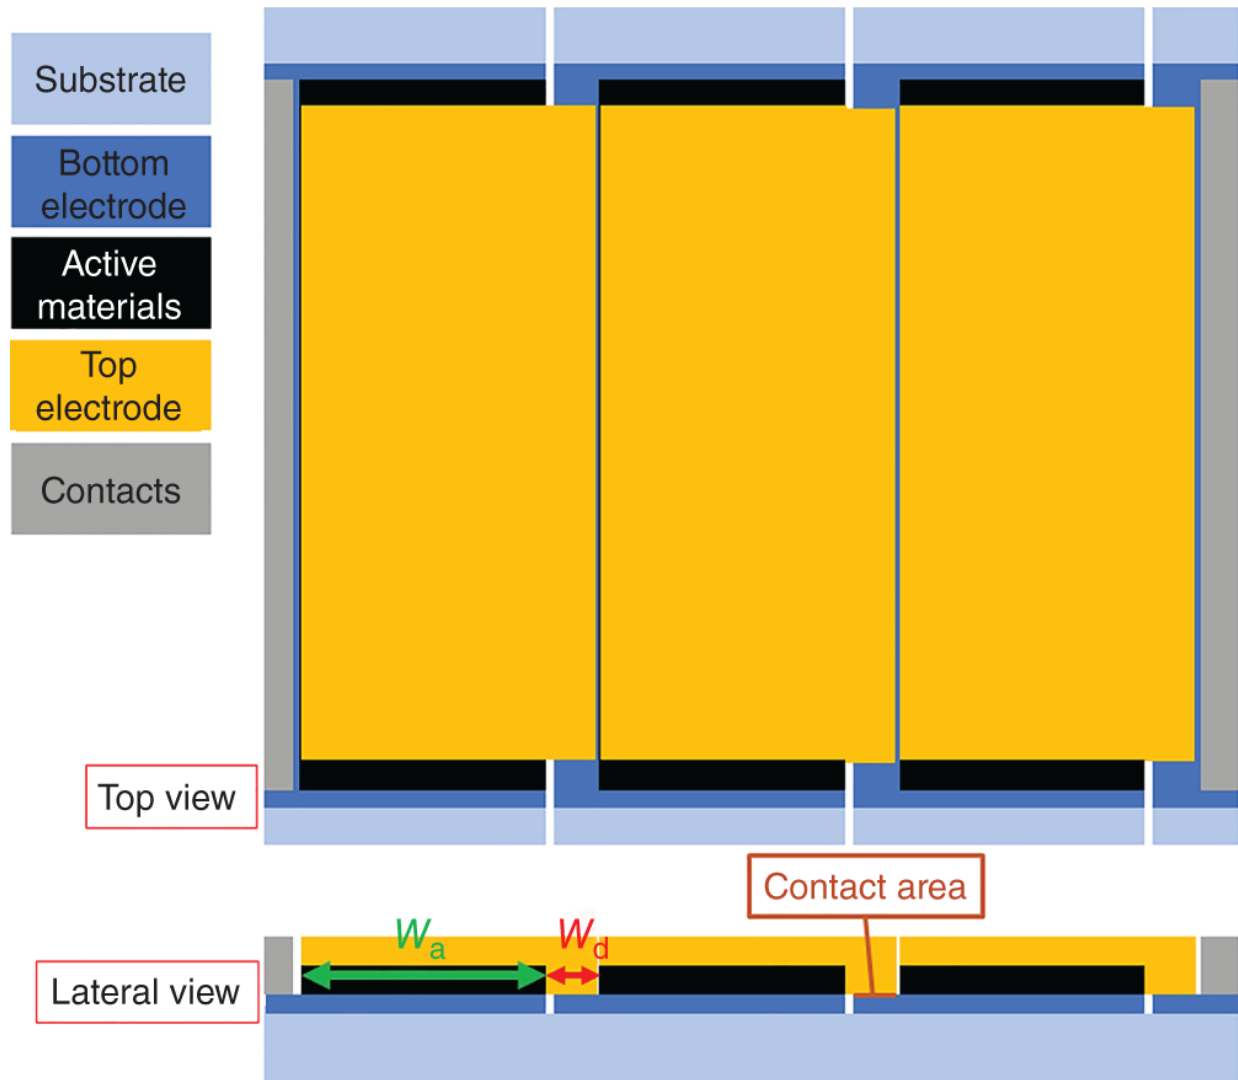 Substrate
Bottom
electrode
Active
materials
Top
electrode
Contacts
Top view
Contact area
Wa
Wd
Lateral view